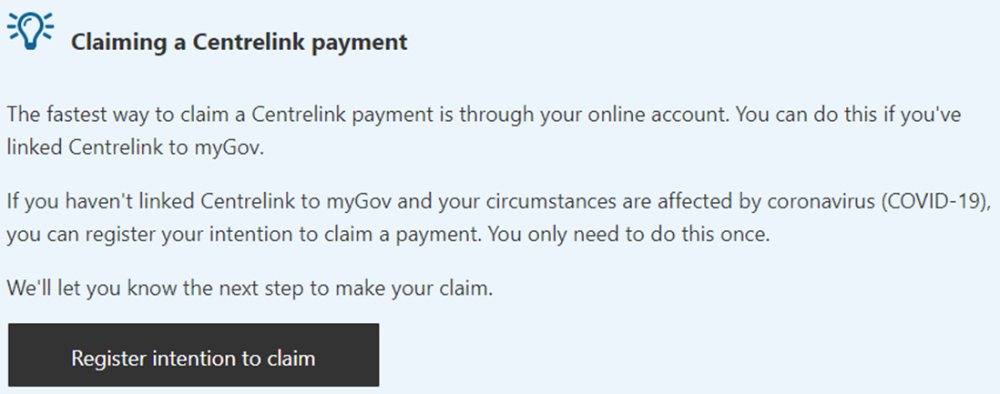 Claiming a Centrelink payment
The fastest way to claim a Centrelink payment is through your online account. You can do this if you've
linked Centrelink to myGov.
If you haven't linked Centrelink to myGov and your circumstances are affected by coronavirus (COVID-19),
you can register your intention to claim a payment. You only need to do this once.
We'll let you know the next step to make your claim.
Register intention to claim